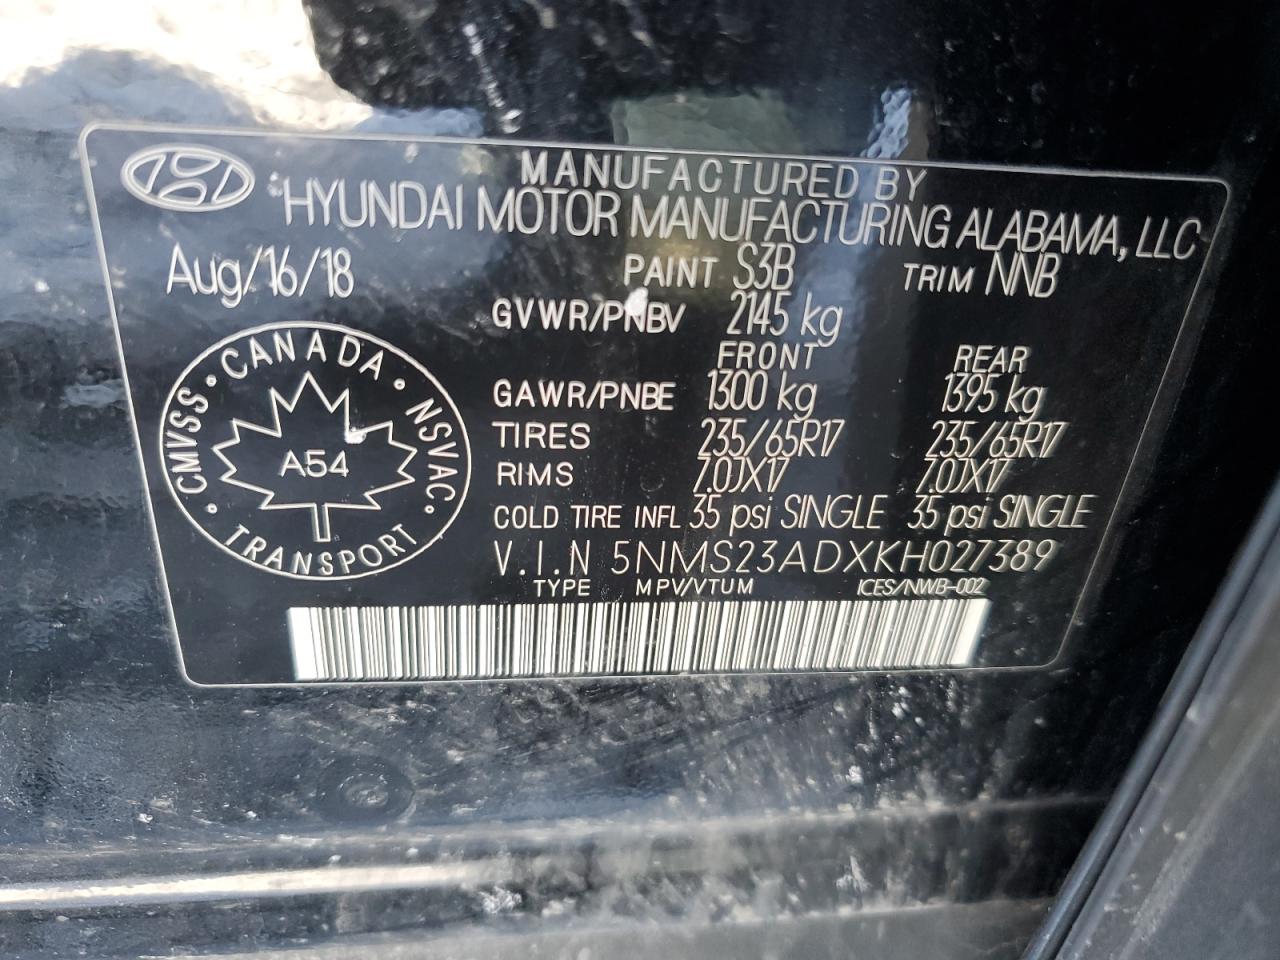 MANUFACTURED BY
HYUNDAI MOTOR MANUFACTURING ALABAMA, LLC
Aug/16/18 PAINT S3B TRIM NNB
GVWR/PNBV 2145 kg
FRONT REAR
GAWR/PNBE 1300 kg 1395 kg
TIRES 235/65R17 235/65R17
RIMS 7.0JX17 7.0JX17
COLD TIRE INFL 35 psi SINGLE 35 psi SINGLE
V.I.N 5NMS23ADXKH027389
TYPE MPV/VTUM ICES/NWB-002
CANADA
CMVSS
NSVAC
A54
TRANSPORT